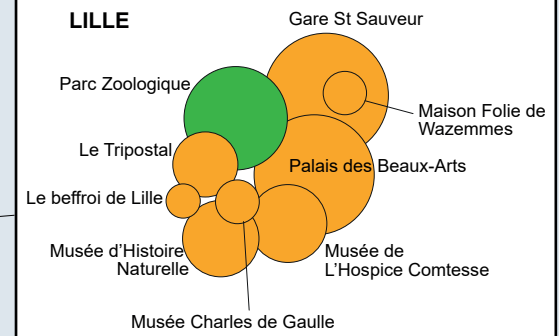 LILLE
Gare St Sauveur
Parc Zoologique
Maison Folie de
Wazemmes
Le Tripostal
Palais des Beaux-Arts
Le beffroi de Lille
Musée d'Histoire
Naturelle
Musée de
L'Hospice Comtesse
Musée Charles de Gaulle